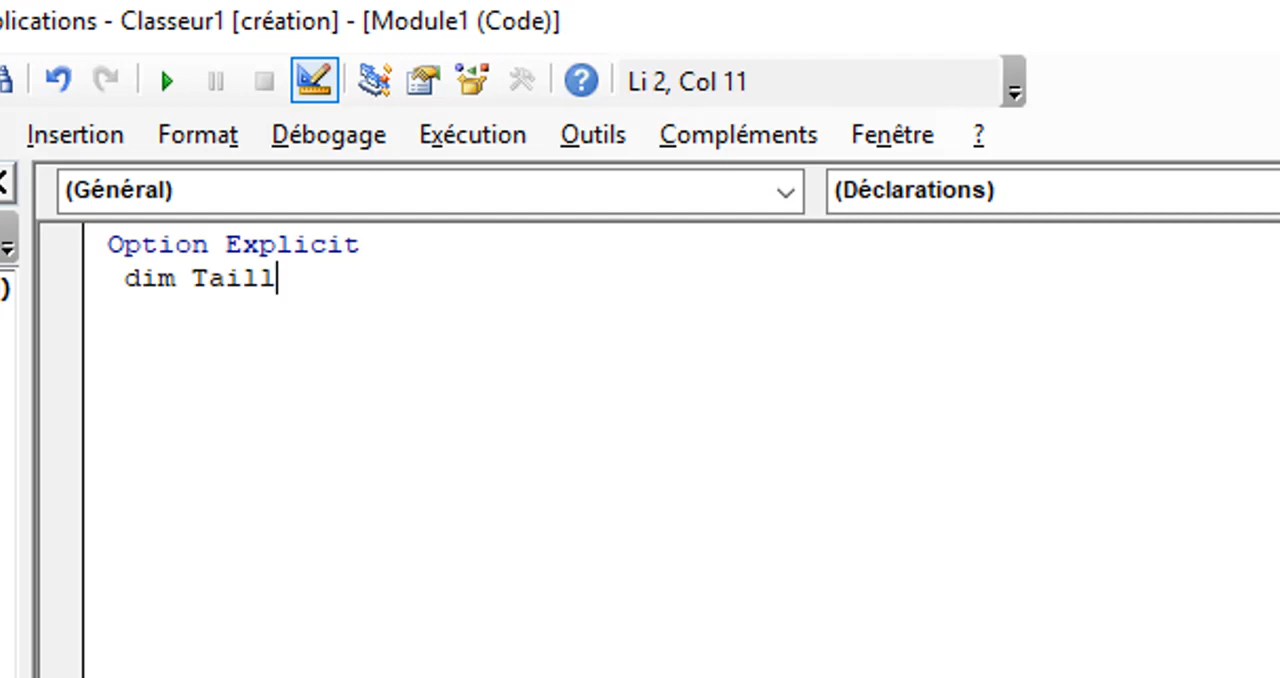 plications - Classeur1 [création] - [Module1 (Code)]
Li 2, Col 11
Insertion Format Débogage Exécution Outils Compléments Fenêtre ?
(Général) (Déclarations)
)
Option Explicit
dim Taill